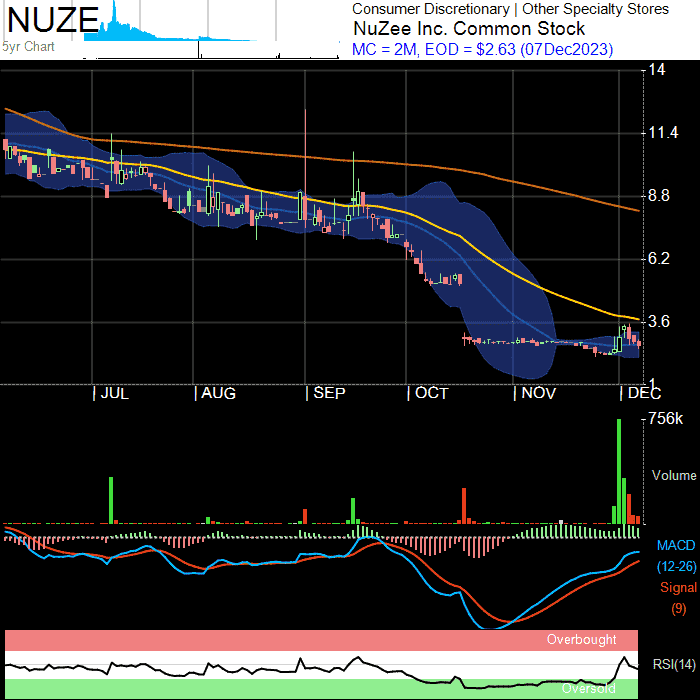 NUZE
Consumer Discretionary | Other Specialty Stores
NuZee Inc. Common Stock
5yr Chart
MC = 2M, EOD = $2.63 (07Dec2023)
14
11.4
8.8
6.2
3.6
1
| JUL | AUG | SEP | OCT | NOV | DEC
756k
Volume
MACD
(12-26)
Signal
(9)
Overbought
RSI(14)
Oversold